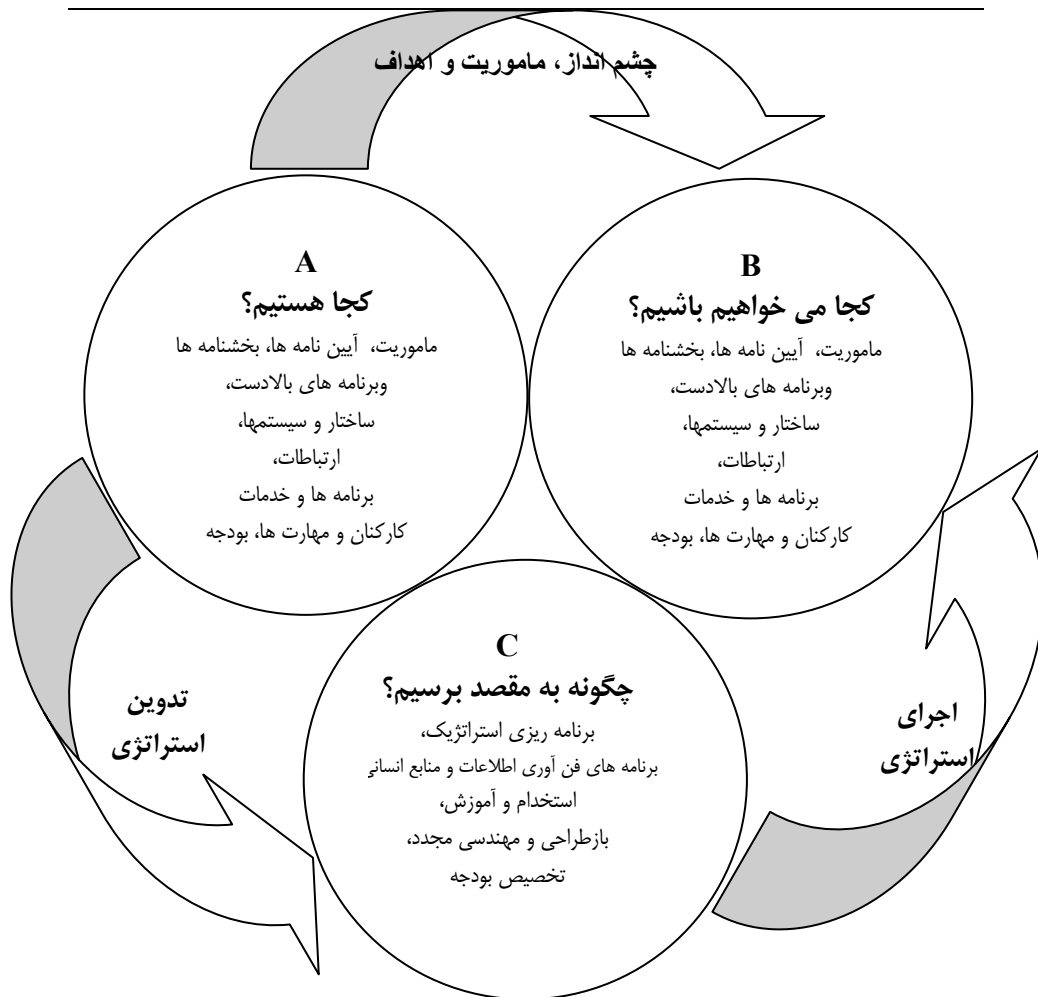 چشم انداز، ماموریت و اهداف
A
کجا هستیم؟
ماموریت، آیین نامه ها، بخشنامه ها
وبرنامه های بالادست،
ساختار و سیستمها،
ارتباطات،
برنامه ها و خدمات
کارکنان و مهارت ها، بودجه
B
کجا می خواهیم باشیم؟
ماموریت، آیین نامه ها، بخشنامه ها
وبرنامه های بالادست،
ساختار و سیستمها،
ارتباطات،
برنامه ها و خدمات
کارکنان و مهارت ها، بودجه
C
چگونه به مقصد برسیم؟
برنامه ریزی استراتژیک،
برنامه های فن آوری اطلاعات و منابع انسانی
استخدام و آموزش،
بازطراحی و مهندسی مجدد،
تخصیص بودجه
تدوین
استراتژی
اجرای
استراتژی